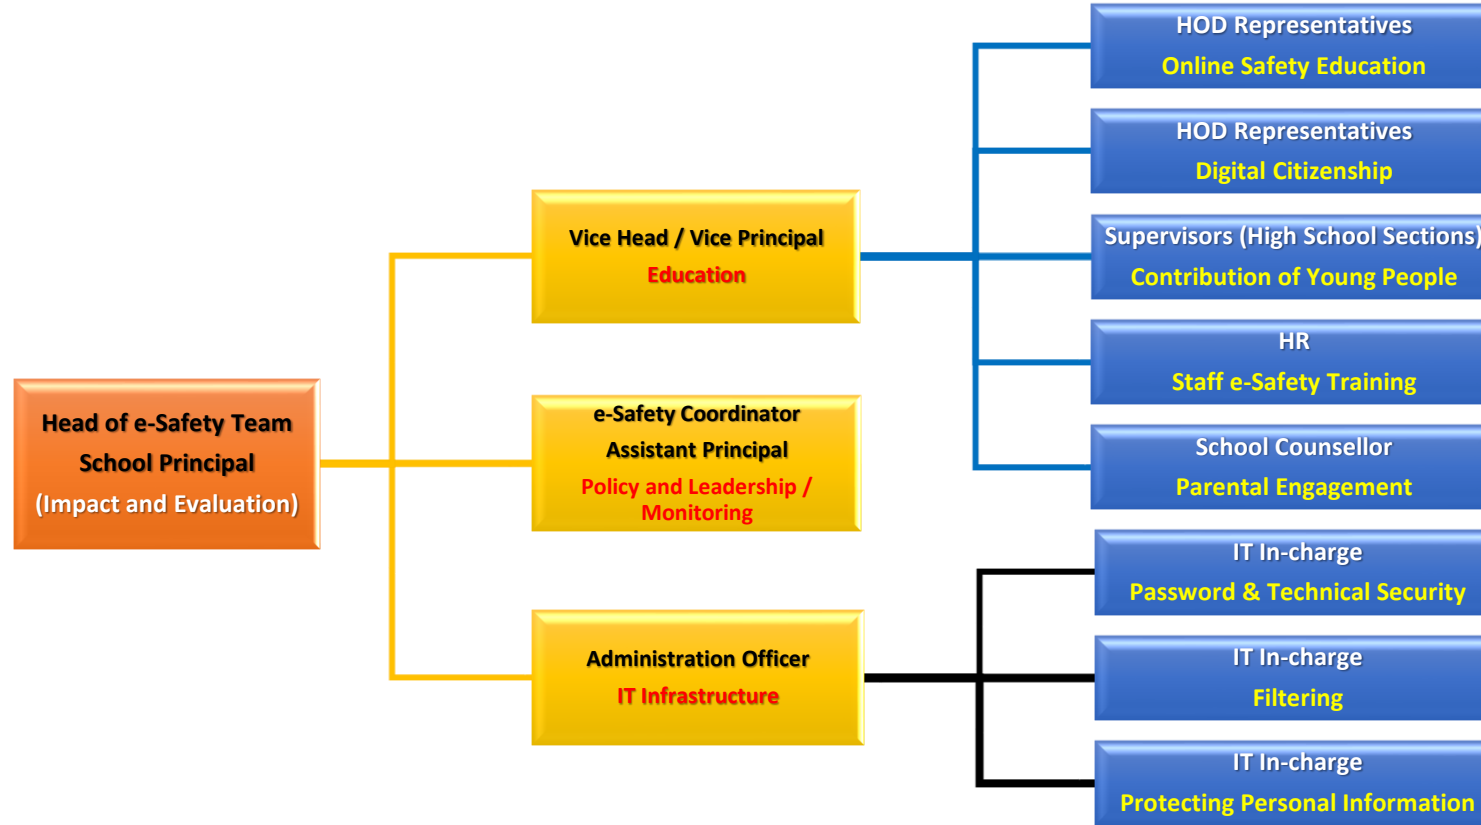 Head of e-Safety Team
School Principal
(Impact and Evaluation)
Vice Head / Vice Principal
Education
e-Safety Coordinator
Assistant Principal
Policy and Leadership /
Monitoring
Administration Officer
IT Infrastructure
HOD Representatives
Online Safety Education
HOD Representatives
Digital Citizenship
Supervisors (High School Sections)
Contribution of Young People
HR
Staff e-Safety Training
School Counsellor
Parental Engagement
IT In-charge
Password & Technical Security
IT In-charge
Filtering
IT In-charge
Protecting Personal Information